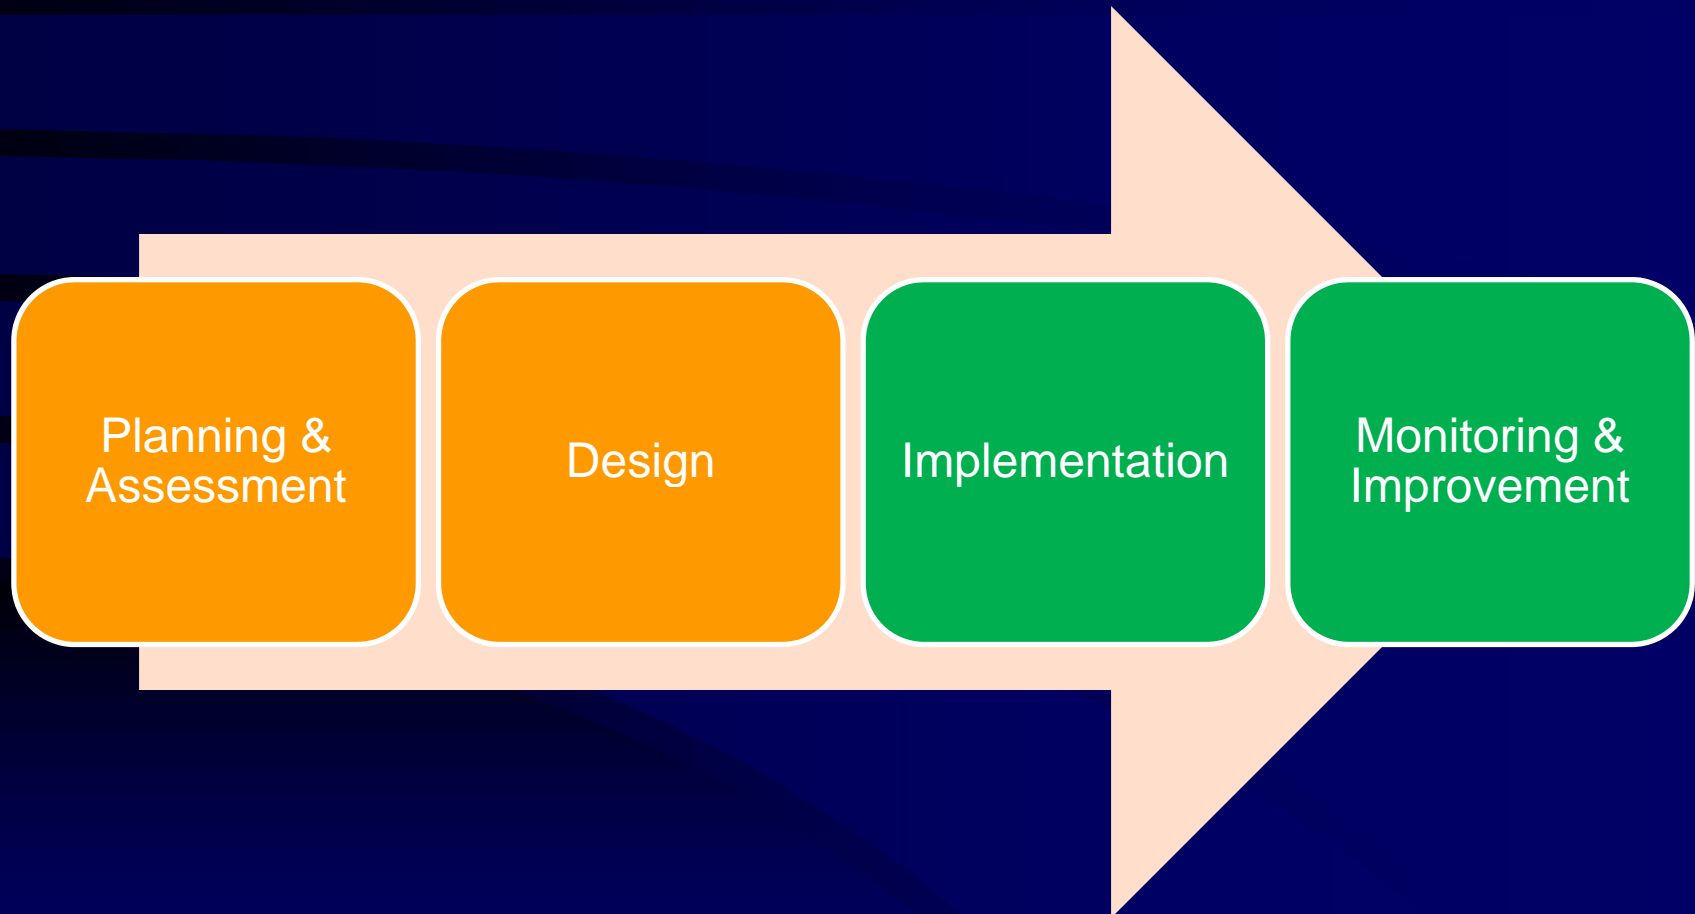 Planning &
Assessment
Design
Implementation
Monitoring &
Improvement